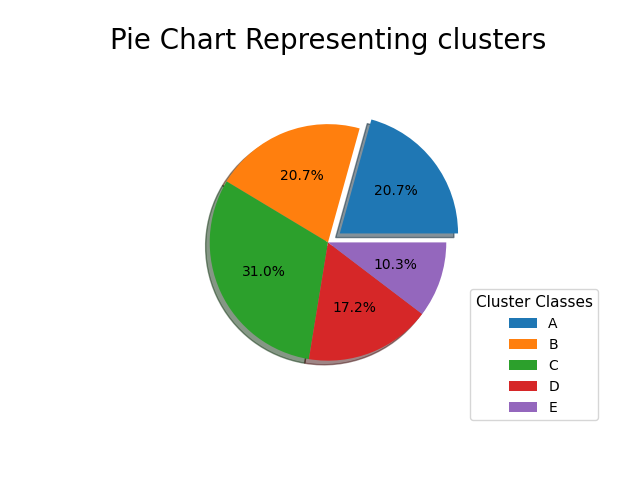 Pie Chart Representing clusters
20.7%
20.7%
31.0%
17.2%
10.3%
Cluster Classes
A
B
C
D
E